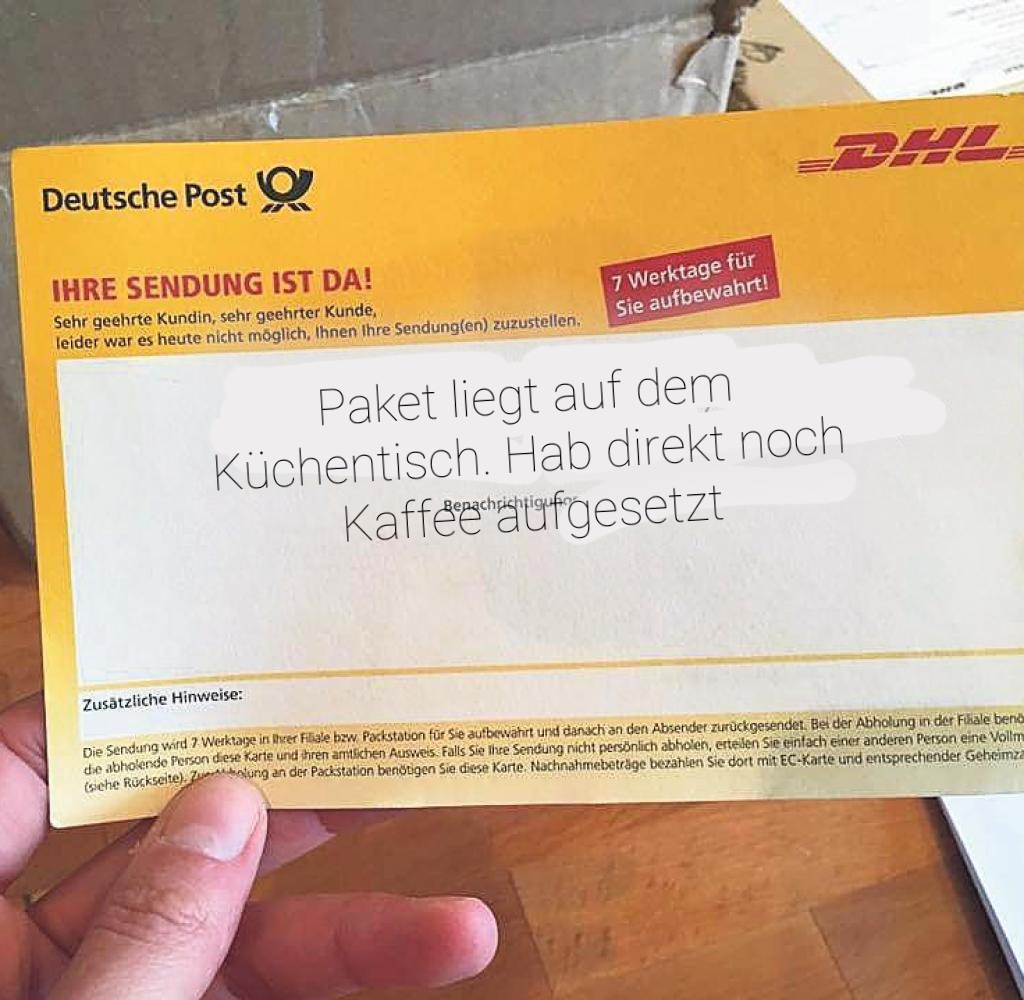 Deutsche Post
DHL
IHRE SENDUNG IST DA!
7 Werktage für
Sie aufbewahrt!
Sehr geehrte Kundin, sehr geehrter Kunde,
leider war es heute nicht möglich, Ihnen Ihre Sendung(en) zuzustellen.
Paket liegt auf dem
Küchentisch. Hab direkt noch
Kaffee aufgesetzt
Zusätzliche Hinweise:
Die Sendung wird 7 Werktage in Ihrer Filiale bzw. Packstation für Sie aufbewahrt und danach an den Absender zurückgesendet. Bei der Abholung in der Filiale benö
die abholende Person diese Karte und ihren amtlichen Ausweis. Falls Sie Ihre Sendung nicht persönlich abholen, erteilen Sie einfach einer anderen Person eine Vollm
(siehe Rückseite). Zur Abholung an der Packstation benötigen Sie diese Karte. Nachnahmebeträge bezahlen Sie dort mit EC-Karte und entsprechender Geheimza